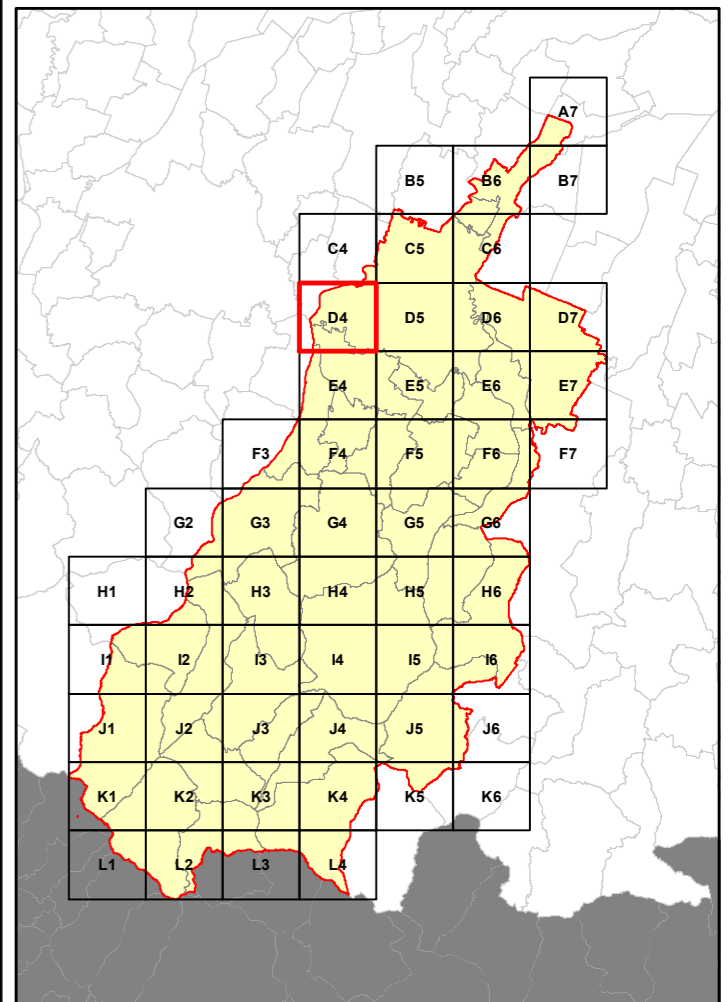 A7
B5 B6 B7
C4 C5 C6
D4 D5 D6 D7
E4 E5 E6 E7
F3 F4 F5 F6 F7
G2 G3 G4 G5 G6
H1 H2 H3 H4 H5 H6
I1 I2 I3 I4 I5 I6
J1 J2 J3 J4 J5 J6
K1 K2 K3 K4 K5 K6
L1 L2 L3 L4